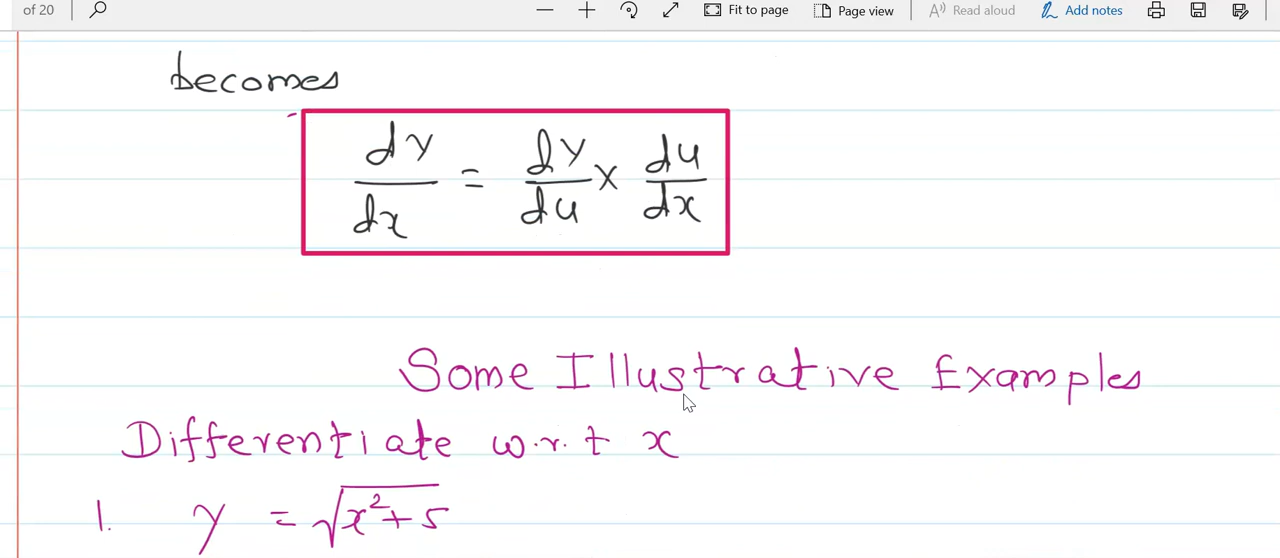 of 20 Fit to page Page view Read aloud Add notes
becomes
dy/dx = dy/du × du/dx
Some Illustrative Examples
Differentiate w.r.t x
1. y = √(x²+5)